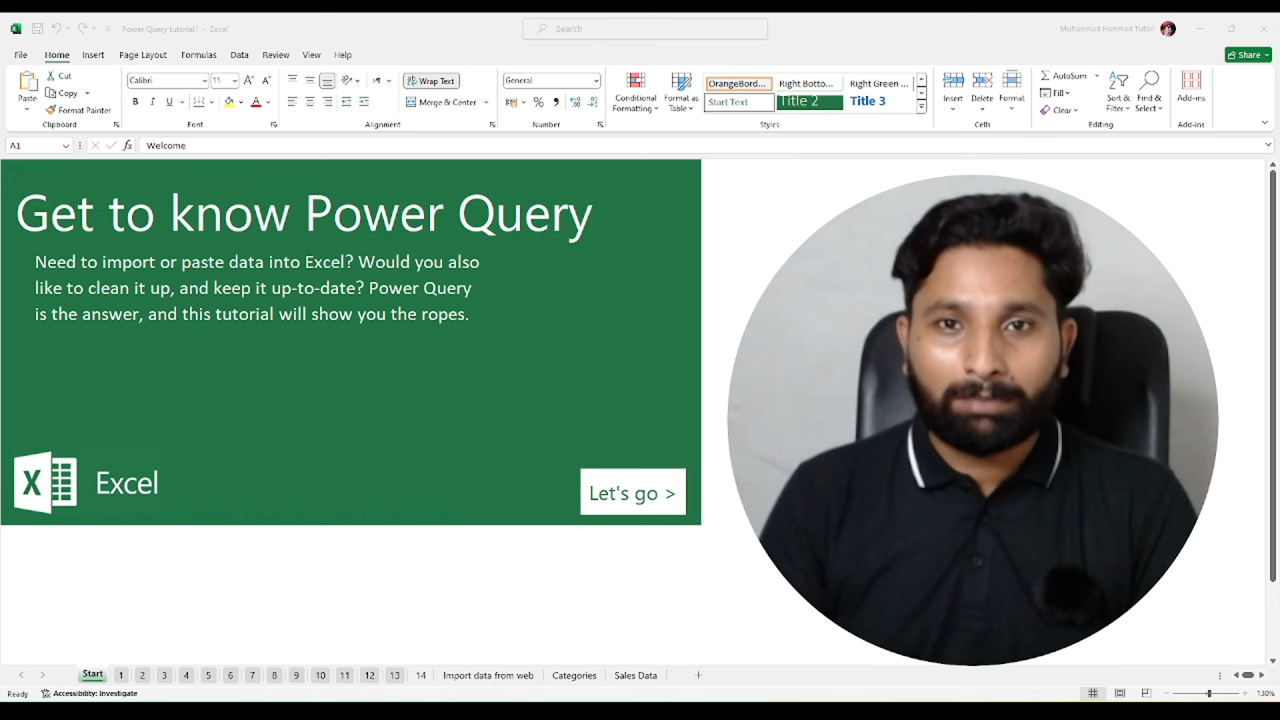 Power Query tutorial1 - Excel
Search
Muhammad Hammad Tufail
File Home Insert Page Layout Formulas Data Review View Help
Share
Paste
Cut
Copy
Format Painter
Clipboard
Calibri 11
B I U
Font
Wrap Text
Merge & Center
Alignment
General
Number
Conditional Formatting
Format as Table
OrangeBord... Right Botto... Right Green ...
Start Text Title 2 Title 3
Styles
Insert Delete Format
Cells
AutoSum
Fill
Clear
Sort & Filter
Find & Select
Editing
Add-ins
Add-ins
A1 fx Welcome
Get to know Power Query
Need to import or paste data into Excel? Would you also
like to clean it up, and keep it up-to-date? Power Query
is the answer, and this tutorial will show you the ropes.
X Excel
Let's go >
Start 1 2 3 4 5 6 7 8 9 10 11 12 13 14 Import data from web Categories Sales Data +
Ready Accessibility: Investigate 130%